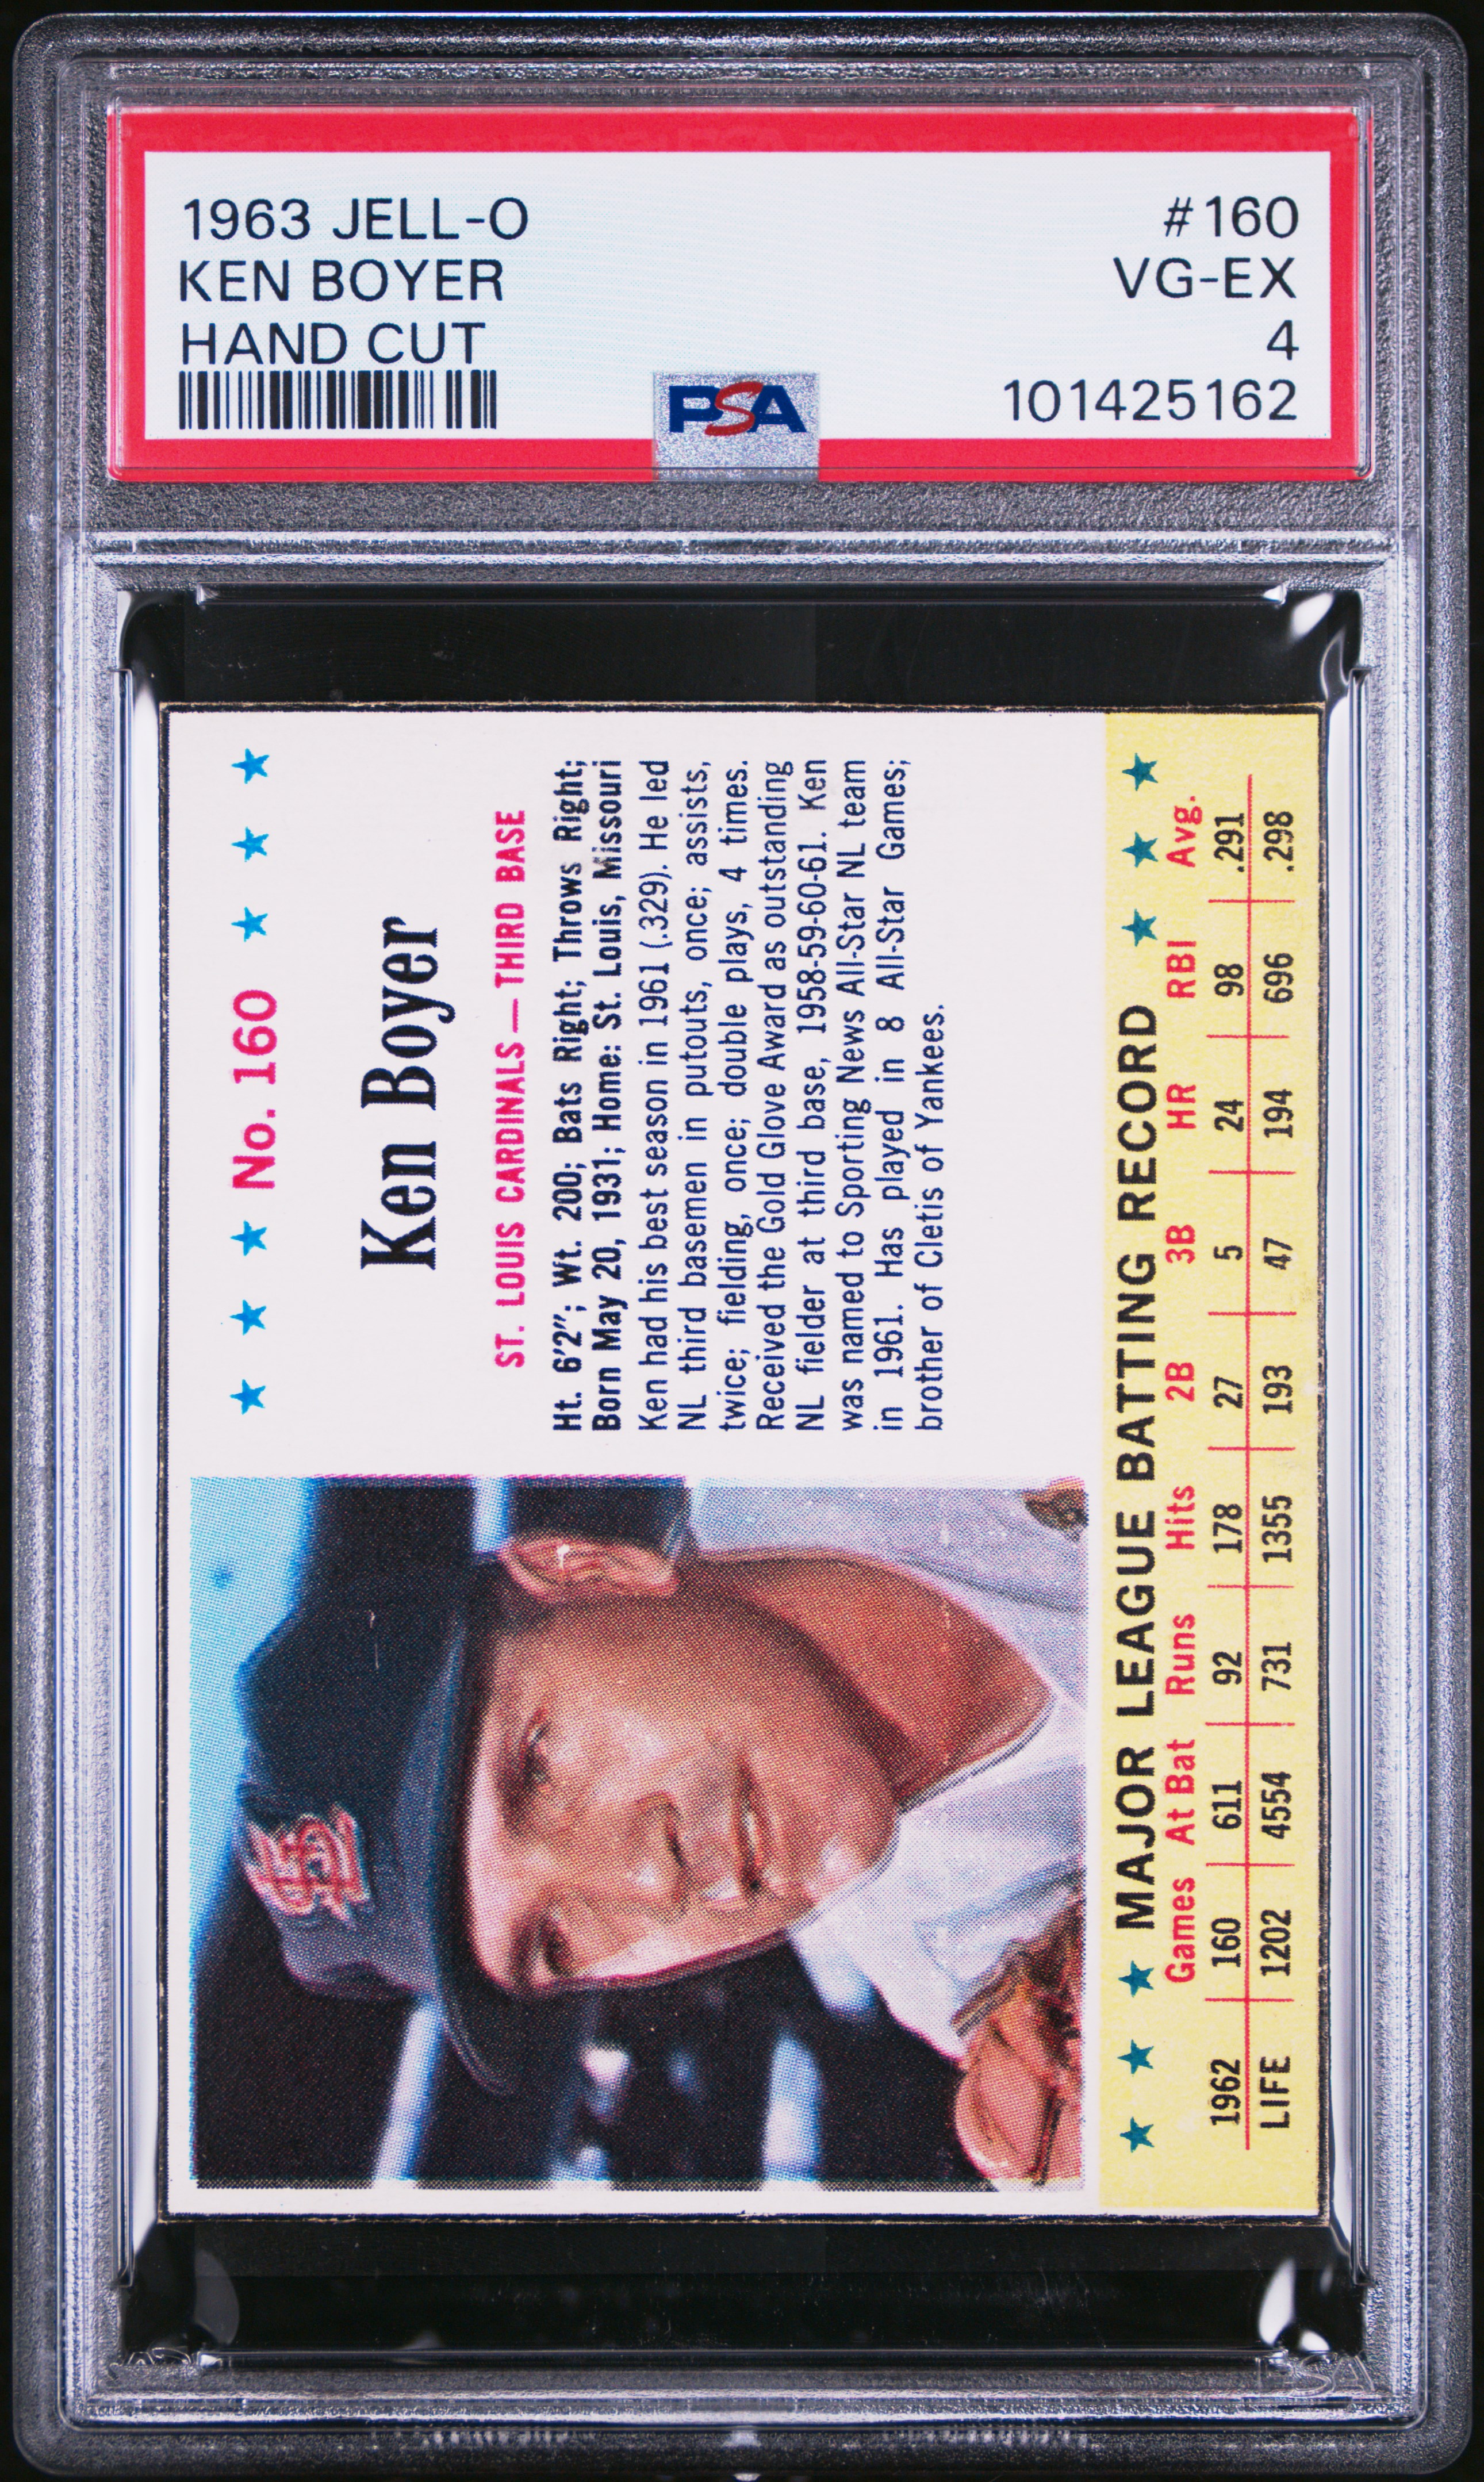 1963 JELL-O #160
KEN BOYER VG-EX
HAND CUT 4
PSA 101425162
No. 160
Ken Boyer
ST. LOUIS CARDINALS — THIRD BASE
Ht. 6'2"; Wt. 200; Bats Right; Throws Right;
Born May 20, 1931; Home: St. Louis, Missouri
Ken had his best season in 1961 (.329). He led
NL third basemen in putouts, once; assists,
twice; fielding, once; double plays, 4 times.
Received the Gold Glove Award as outstanding
NL fielder at third base, 1958-59-60-61. Ken
was named to Sporting News All-Star NL team
in 1961. Has played in 8 All-Star Games;
brother of Cletis of Yankees.
StL
MAJOR LEAGUE BATTING RECORD
Games At Bat Runs Hits 2B 3B HR RBI Avg.
1962 160 611 92 178 27 5 24 98 .291
LIFE 1202 4554 731 1355 193 47 194 696 .298
PSA